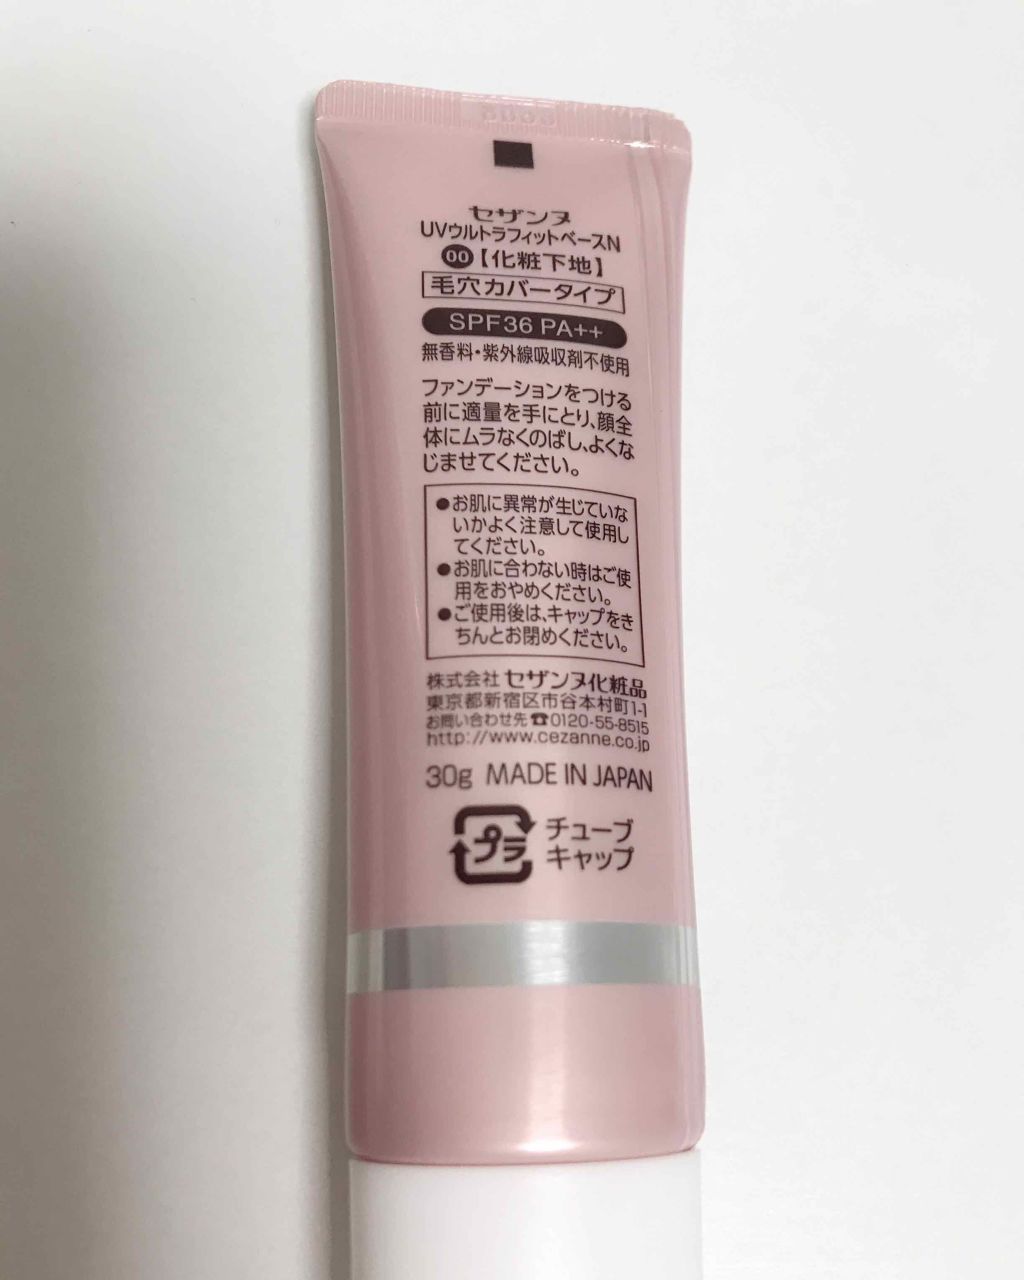 セザンヌ
UVウルトラフィットベースN
00【化粧下地】
毛穴カバータイプ
SPF36 PA++
無香料・紫外線吸収剤不使用
ファンデーションをつける
前に適量を手にとり、顔全
体にムラなくのばし、よくな
じませてください。
●お肌に異常が生じていな
いかよく注意して使用し
てください。
●お肌に合わない時はご使
用をおやめください。
●ご使用後は、キャップをき
ちんとお閉めください。
株式会社 セザンヌ化粧品
東京都新宿区市谷本村町1-1
お問い合わせ先☎0120-55-8515
http://www.cezanne.co.jp
30g MADE IN JAPAN
プラ
チューブ
キャップ